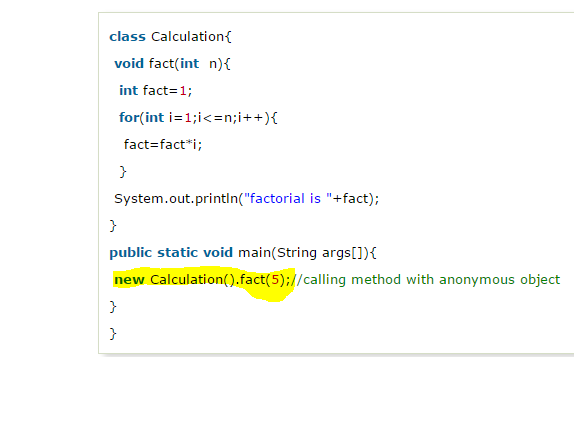 class Calculation{
void fact(int  n){
int fact=1;
for(int i=1;i<=n;i++){
fact=fact*i;
}
System.out.println("factorial is "+fact);
}
public static void main(String args[]){
new Calculation().fact(5);//calling method with anonymous object
}
}